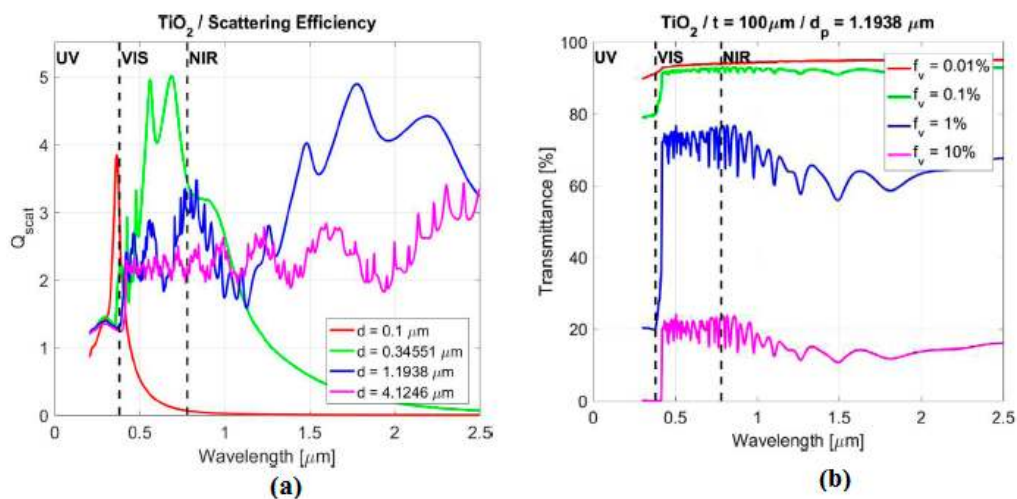 TiO2 / Scattering Efficiency
UV
VIS
NIR
5
4
3
2
1
0
Qscat
d = 0.1 μm
d = 0.34551 μm
d = 1.1938 μm
d = 4.1246 μm
0 0.5 1 1.5 2 2.5
Wavelength [μm]
(a)
TiO2 / t = 100μm / dp = 1.1938 μm
UV
VIS
NIR
100
80
60
40
20
0
Transmittance [%]
fv = 0.01%
fv = 0.1%
fv = 1%
fv = 10%
0 0.5 1 1.5 2 2.5
Wavelength [μm]
(b)